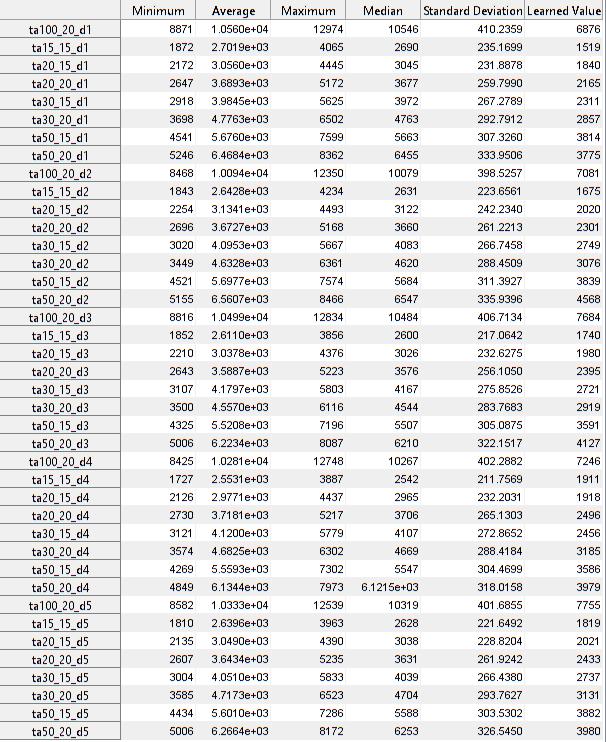 Minimum Average Maximum Median Standard Deviation Learned Value
ta100_20_d1 8871 1.0560e+04 12974 10546 410.2359 6876
ta15_15_d1 1872 2.7019e+03 4065 2690 235.1699 1519
ta20_15_d1 2172 3.0560e+03 4445 3045 231.8878 1840
ta20_20_d1 2647 3.6893e+03 5172 3677 259.7990 2165
ta30_15_d1 2918 3.9845e+03 5625 3972 267.2789 2311
ta30_20_d1 3698 4.7763e+03 6502 4763 292.7912 2857
ta50_15_d1 4541 5.6760e+03 7599 5663 307.3260 3814
ta50_20_d1 5246 6.4684e+03 8362 6455 333.9506 3775
ta100_20_d2 8468 1.0094e+04 12350 10079 398.5257 7081
ta15_15_d2 1843 2.6428e+03 4234 2631 223.6561 1675
ta20_15_d2 2254 3.1341e+03 4493 3122 242.2340 2020
ta20_20_d2 2696 3.6727e+03 5168 3660 261.2213 2301
ta30_15_d2 3020 4.0953e+03 5667 4083 266.7458 2749
ta30_20_d2 3449 4.6328e+03 6361 4620 288.4509 3076
ta50_15_d2 4521 5.6977e+03 7574 5684 311.3927 3839
ta50_20_d2 5155 6.5607e+03 8466 6547 335.9396 4568
ta100_20_d3 8816 1.0499e+04 12834 10484 406.7134 7684
ta15_15_d3 1852 2.6110e+03 3856 2600 217.0642 1740
ta20_15_d3 2210 3.0378e+03 4376 3026 232.6275 1980
ta20_20_d3 2643 3.5887e+03 5223 3576 256.1050 2395
ta30_15_d3 3107 4.1797e+03 5803 4167 275.8526 2721
ta30_20_d3 3500 4.5570e+03 6116 4544 283.7683 2919
ta50_15_d3 4325 5.5208e+03 7196 5507 305.0875 3591
ta50_20_d3 5006 6.2234e+03 8087 6210 322.1517 4127
ta100_20_d4 8425 1.0281e+04 12748 10267 402.2882 7246
ta15_15_d4 1727 2.5531e+03 3887 2542 211.7569 1911
ta20_15_d4 2126 2.9771e+03 4437 2965 232.2031 1918
ta20_20_d4 2730 3.7181e+03 5217 3706 265.1303 2496
ta30_15_d4 3121 4.1200e+03 5779 4107 272.8652 2456
ta30_20_d4 3574 4.6825e+03 6302 4669 288.4184 3185
ta50_15_d4 4269 5.5593e+03 7302 5547 304.4699 3586
ta50_20_d4 4849 6.1344e+03 7973 6.1215e+03 318.0158 3979
ta100_20_d5 8582 1.0333e+04 12539 10319 401.6855 7755
ta15_15_d5 1810 2.6396e+03 3963 2628 221.6492 1819
ta20_15_d5 2135 3.0490e+03 4390 3038 228.8204 2021
ta20_20_d5 2607 3.6434e+03 5235 3631 261.9242 2433
ta30_15_d5 3004 4.0510e+03 5833 4039 266.4380 2737
ta30_20_d5 3585 4.7173e+03 6523 4704 293.7627 3131
ta50_15_d5 4434 5.6010e+03 7286 5588 303.5302 3882
ta50_20_d5 5006 6.2664e+03 8172 6253 326.5450 3980